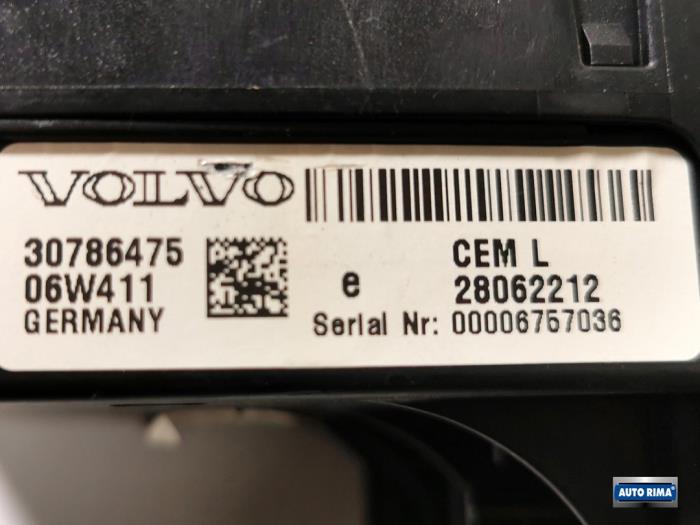 VOLVO
30786475
06W411
GERMANY
e
CEM L
28062212
Serial Nr: 00006757036
AUTO RIMA